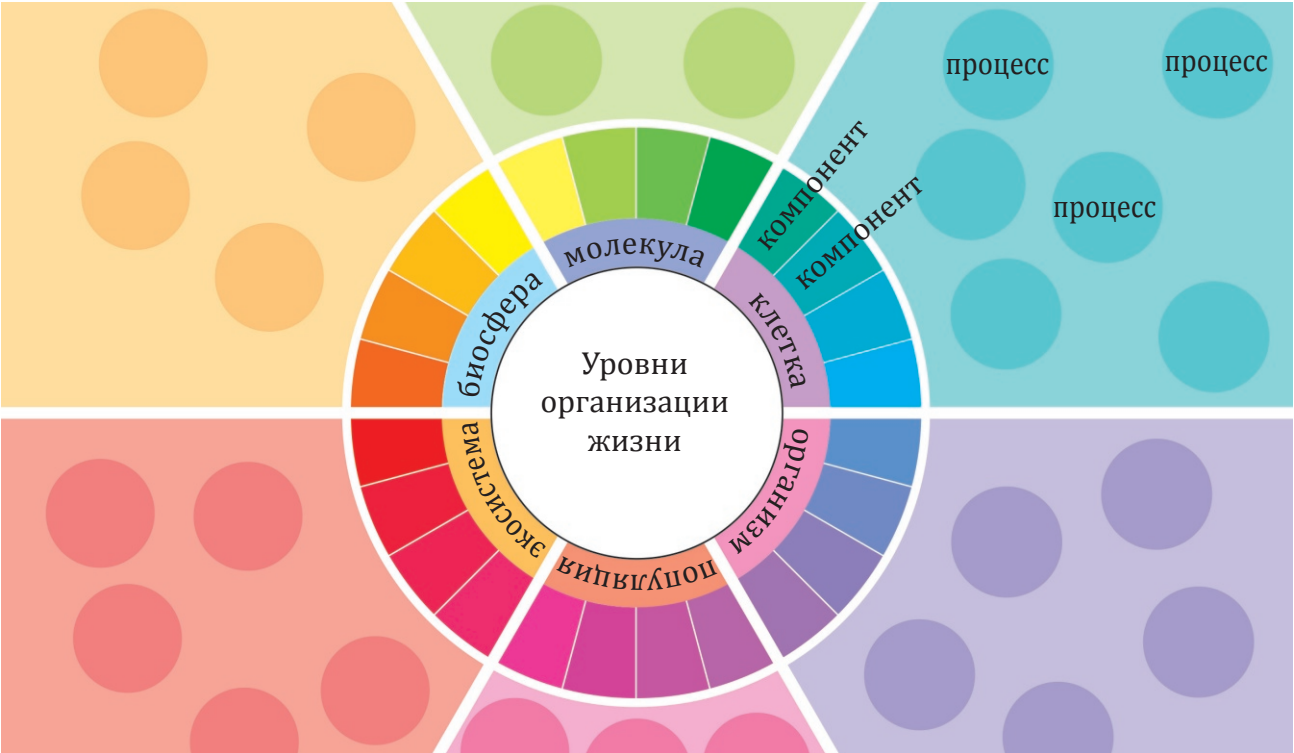 процесс
процесс
компонент
компонент
процесс
молекула
клетка
биосфера
Уровни
организации
жизни
экосистема
организм
популяция